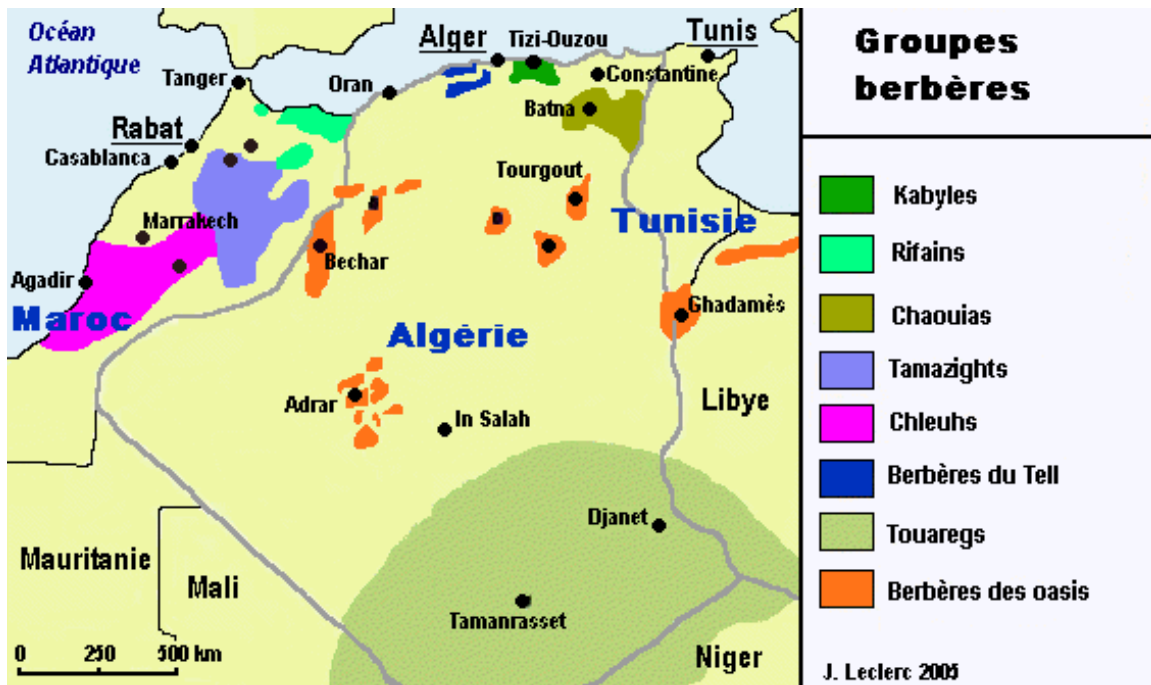 Océan
Atlantique
Tanger
Rabat
Casablanca
Marrakech
Agadir
Maroc
Oran
Alger
Tizi-Ouzou
Tunis
Constantine
Batna
Tourgout
Tunisie
Bechar
Ghadamès
Algérie
Adrar
In Salah
Libye
Djanet
Mauritanie
Mali
Tamanrasset
Niger
0 250 500 km
Groupes
berbères
Kabyles
Rifains
Chaouias
Tamazights
Chleuhs
Berbères du Tell
Touaregs
Berbères des oasis
J. Leclerc 2005